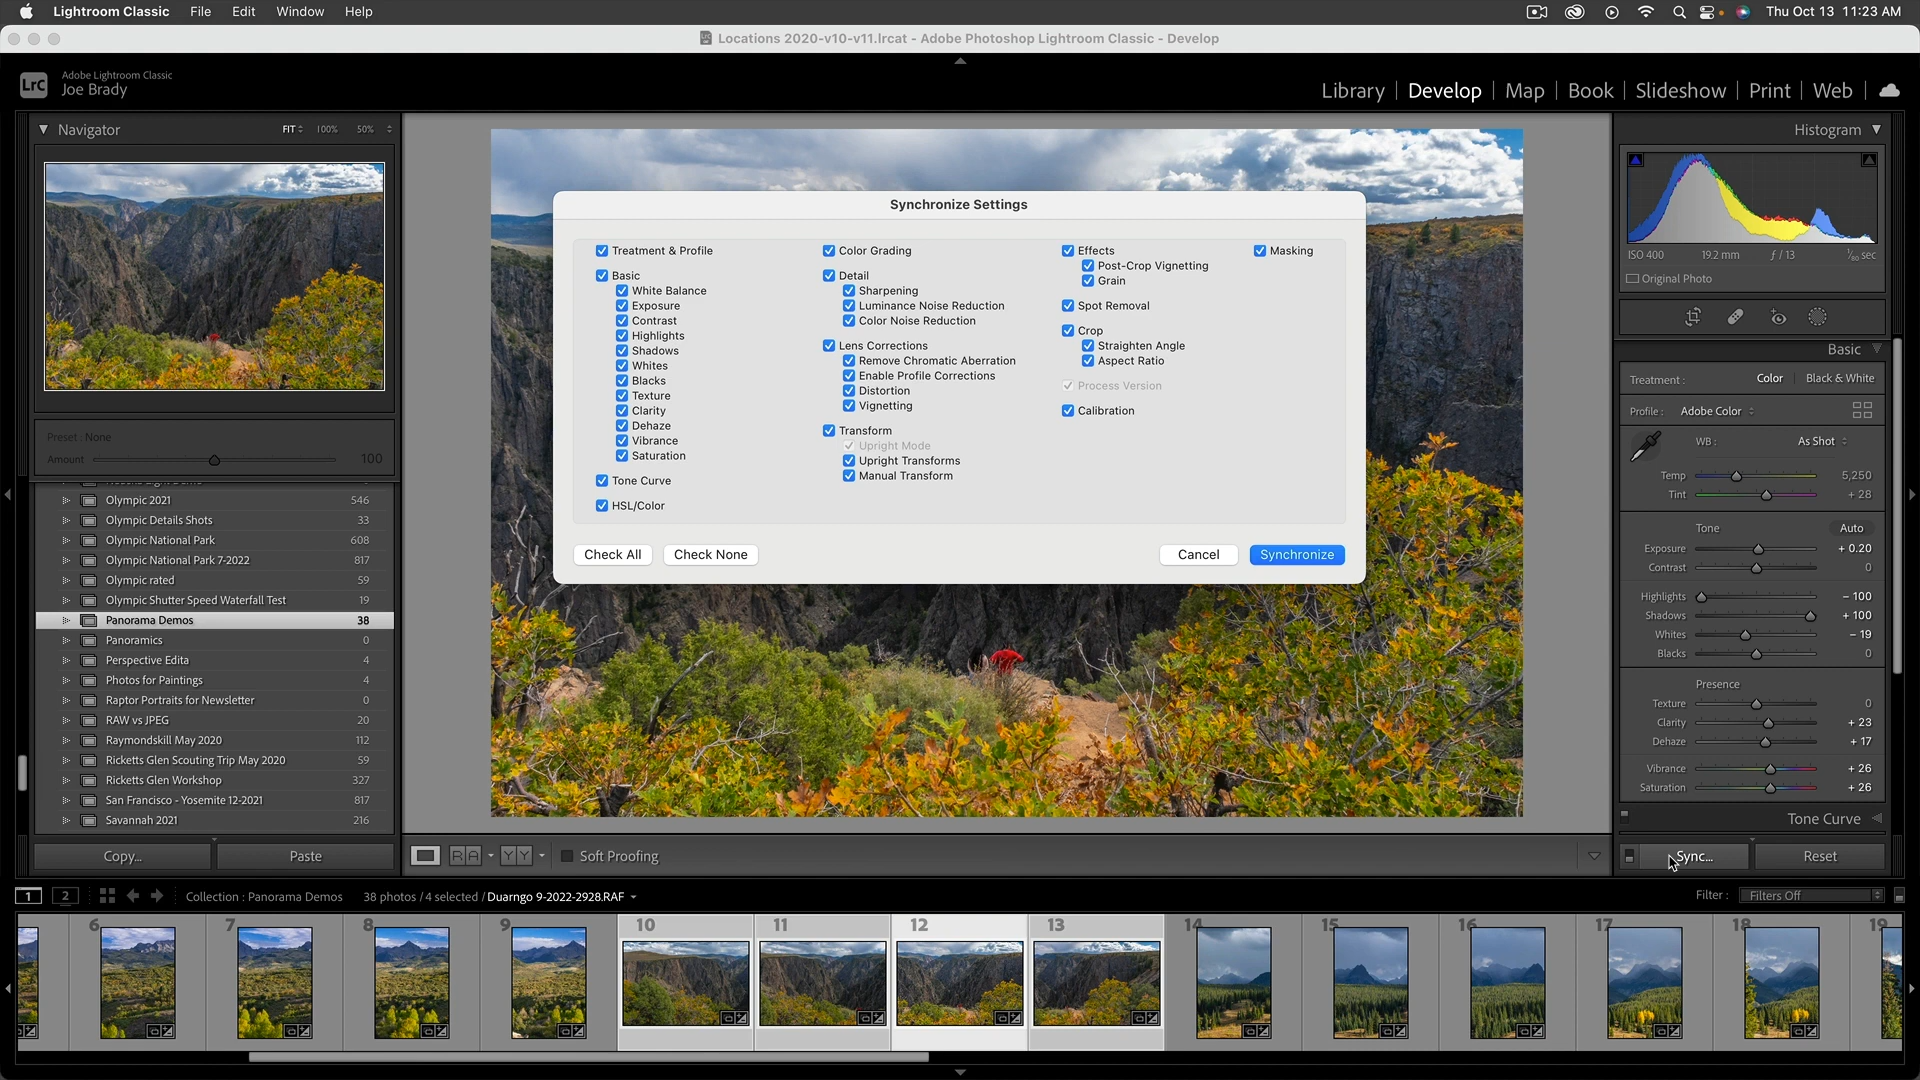 Lightroom Classic File Edit Window Help Thu Oct 13 11:23 AM
Locations 2020-v10-v11.lrcat - Adobe Photoshop Lightroom Classic - Develop
LrC Adobe Lightroom Classic
Joe Brady
Library | Develop | Map | Book | Slideshow | Print | Web
Navigator FIT 100% 50%
Preset : None
Amount 100
Olympic 2021 546
Olympic Details Shots 33
Olympic National Park 608
Olympic National Park 7-2022 817
Olympic rated 59
Olympic Shutter Speed Waterfall Test 19
Panorama Demos 38
Panoramics 0
Perspective Edita 4
Photos for Paintings 4
Raptor Portraits for Newsletter 0
RAW vs JPEG 20
Raymondskill May 2020 112
Ricketts Glen Scouting Trip May 2020 59
Ricketts Glen Workshop 327
San Francisco - Yosemite 12-2021 817
Savannah 2021 216
Copy... Paste
Synchronize Settings
Treatment & Profile
Basic
White Balance
Exposure
Contrast
Highlights
Shadows
Whites
Blacks
Texture
Clarity
Dehaze
Vibrance
Saturation
Tone Curve
HSL/Color
Color Grading
Detail
Sharpening
Luminance Noise Reduction
Color Noise Reduction
Lens Corrections
Remove Chromatic Aberration
Enable Profile Corrections
Distortion
Vignetting
Transform
Upright Mode
Upright Transforms
Manual Transform
Effects
Post-Crop Vignetting
Grain
Spot Removal
Crop
Straighten Angle
Aspect Ratio
Process Version
Calibration
Masking
Check All Check None Cancel Synchronize
Histogram
ISO 400 19.2 mm ƒ / 13 1/80 sec
Original Photo
Basic
Treatment : Color | Black & White
Profile : Adobe Color
WB : As Shot
Temp 5,250
Tint + 28
Tone Auto
Exposure + 0.20
Contrast 0
Highlights - 100
Shadows + 100
Whites - 19
Blacks 0
Presence
Texture 0
Clarity + 23
Dehaze + 17
Vibrance + 26
Saturation + 26
Tone Curve
Sync... Reset
R A Y Y Soft Proofing
1 2 Collection : Panorama Demos 38 photos / 4 selected / Duarngo 9-2022-2928.RAF Filter : Filters Off
6 7 8 9 10 11 12 13 14 15 16 17 18 19